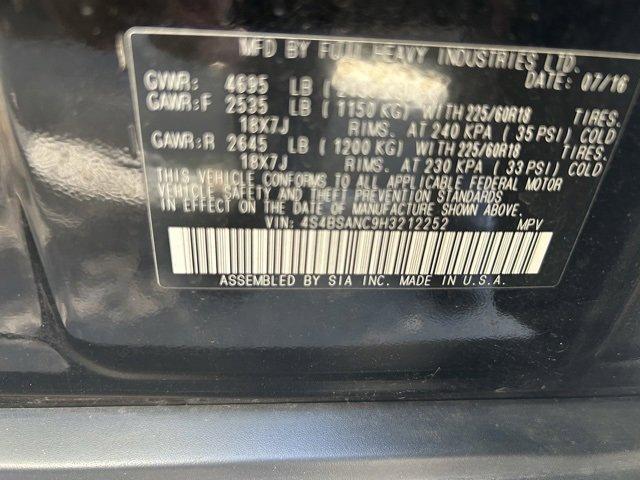 MFD BY FUJI HEAVY INDUSTRIES LTD.
DATE: 07/16
GVWR: 4695 LB (
GAWR:F 2535 LB ( 1150 KG) WITH 225/60R18 TIRES.
18X7J RIMS. AT 240 KPA ( 35 PSI) COLD
GAWR:R 2645 LB ( 1200 KG) WITH 225/60R18 TIRES.
18X7J RIMS. AT 230 KPA ( 33 PSI) COLD
THIS VEHICLE CONFORMS TO ALL APPLICABLE FEDERAL MOTOR
VEHICLE SAFETY AND THEFT PREVENTION STANDARDS
IN EFFECT ON THE DATE OF MANUFACTURE SHOWN ABOVE.
VIN: 4S4BSANC9H3212252 MPV
ASSEMBLED BY SIA INC. MADE IN U.S.A.